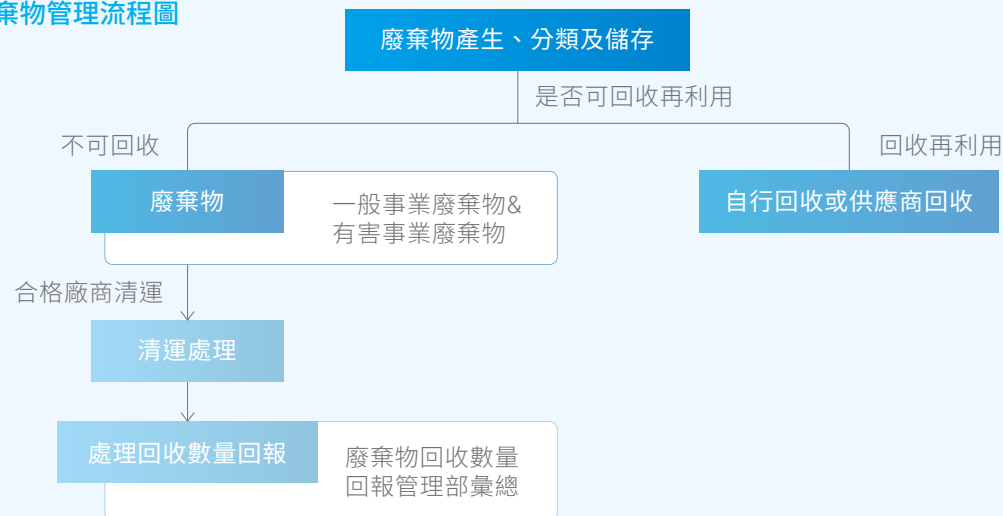 棄物管理流程圖
廢棄物產生、分類及儲存
是否可回收再利用
不可回收
回收再利用
廢棄物
一般事業廢棄物&
有害事業廢棄物
自行回收或供應商回收
合格廠商清運
清運處理
處理回收數量回報
廢棄物回收數量
回報管理部彙總